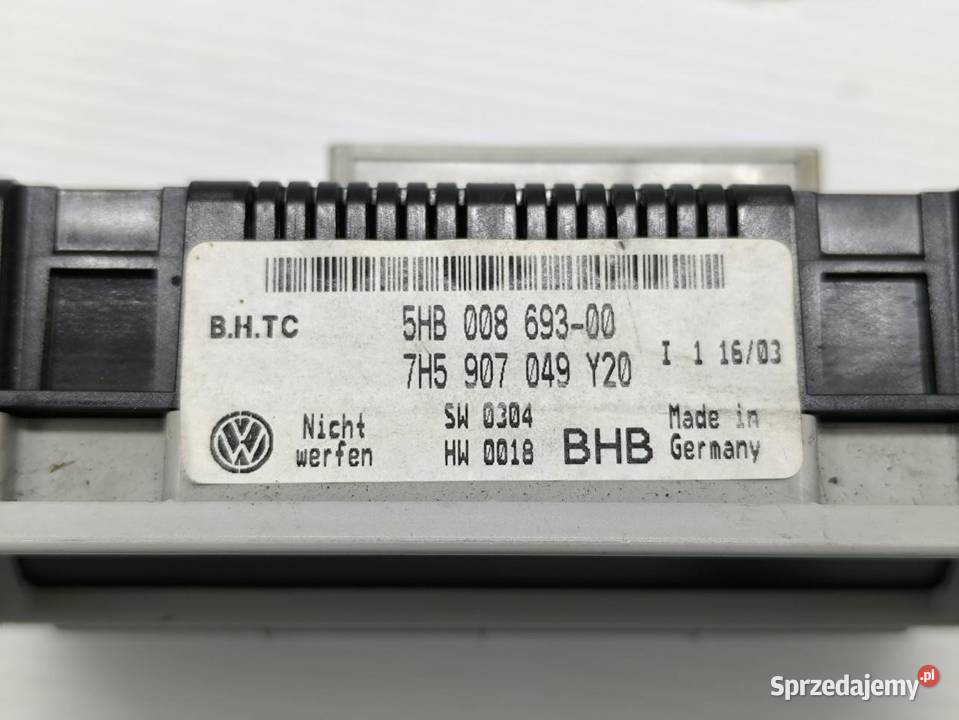 B.H.TC
5HB 008 693-00
7H5 907 049 Y20
I 1 16/03
Nicht
werfen
SW 0304
HW 0018
BHB
Made in
Germany
Sprzedajemy.pl